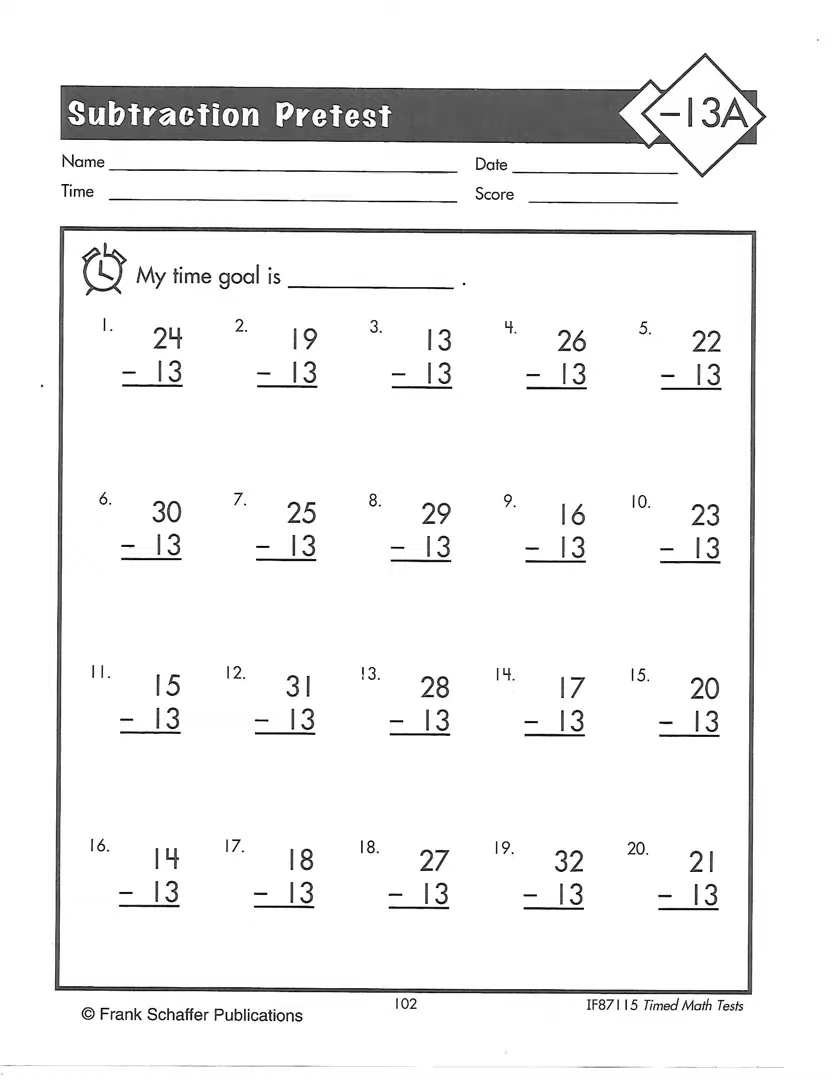 Subtraction Pretest
-13A
Name
Date
Time
Score
My time goal is .
1. 2. 3. 4. 5.
24 19 13 26 22
- 13 - 13 - 13 - 13 - 13
6. 7. 8. 9. 10.
30 25 29 16 23
- 13 - 13 - 13 - 13 - 13
11. 12. 13. 14. 15.
15 31 28 17 20
- 13 - 13 - 13 - 13 - 13
16. 17. 18. 19. 20.
14 18 27 32 21
- 13 - 13 - 13 - 13 - 13
© Frank Schaffer Publications
102
IF87115 Timed Math Tests